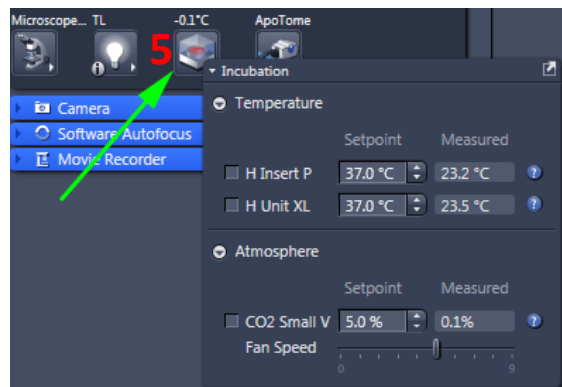 Microscope... TL -0.1°C ApoTome
5
Incubation
Temperature
Camera
Setpoint Measured
Software Autofocus
Movie Recorder
H Insert P 37.0 °C 23.2 °C ?
H Unit XL 37.0 °C 23.5 °C ?
Atmosphere
Setpoint Measured
CO2 Small V 5.0 % 0.1% ?
Fan Speed
0 9